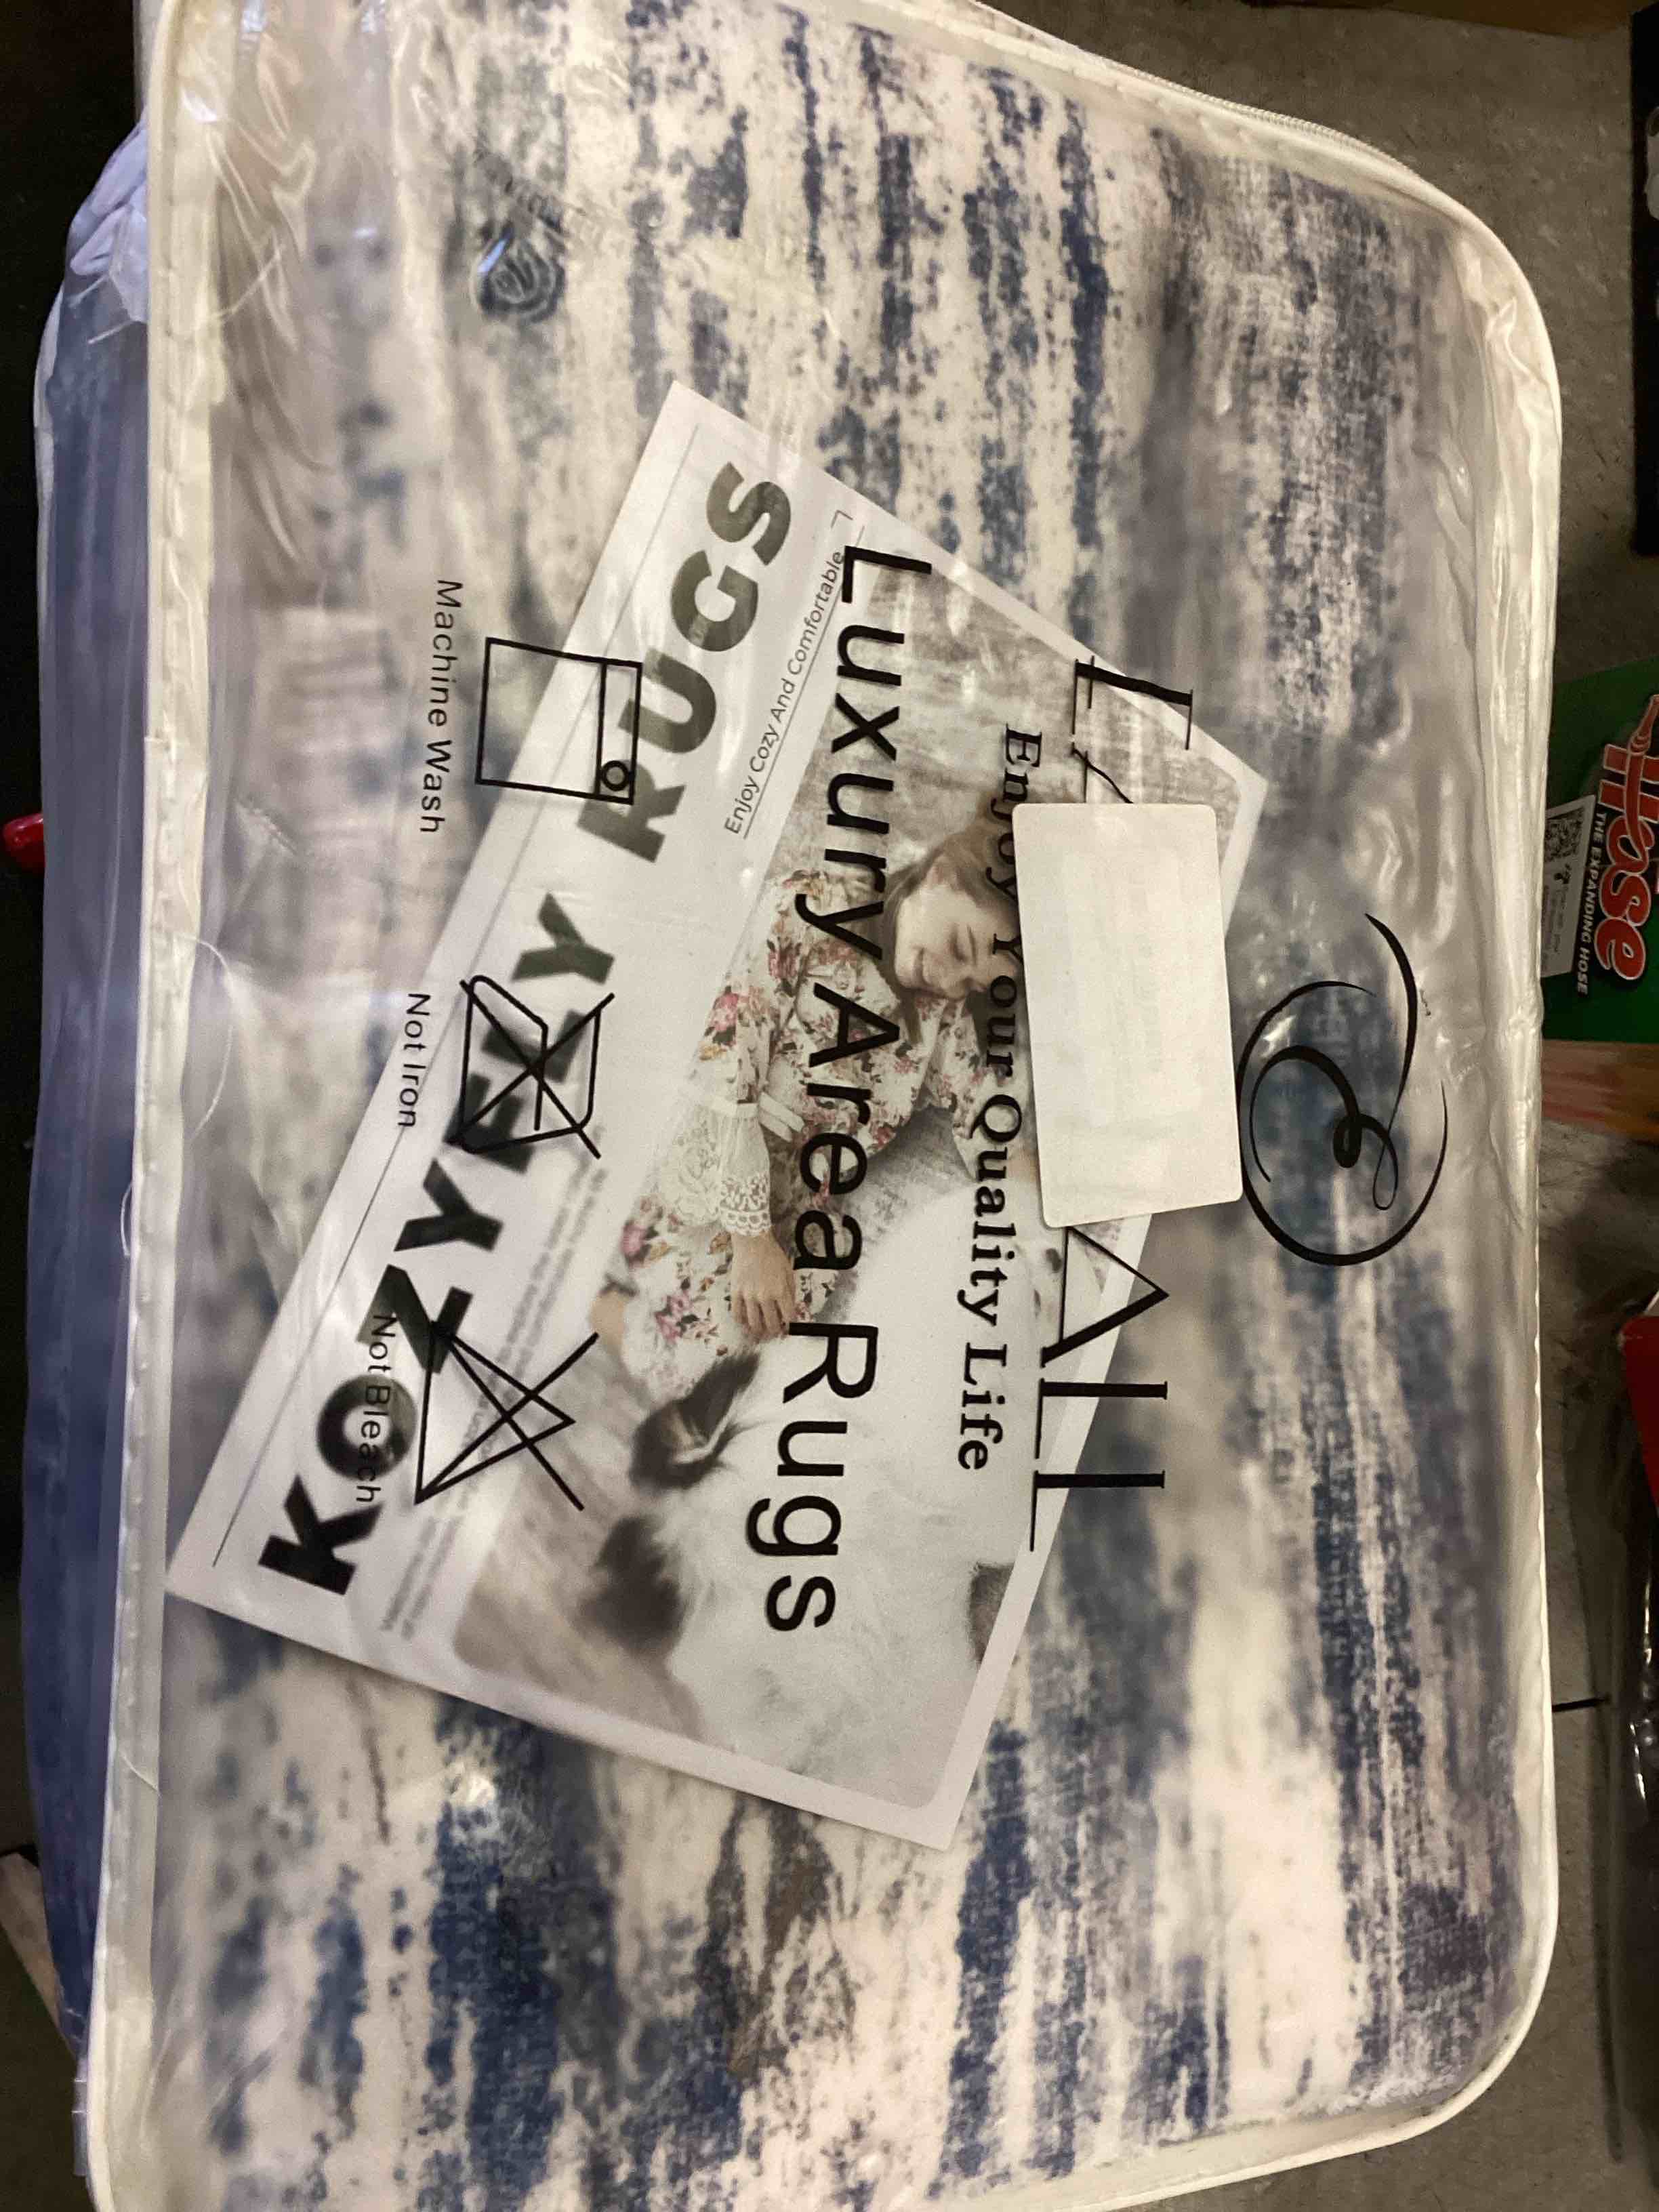 Enjoy Your Quality Life
Luxury Area Rugs
KOZYFLY RUGS
Enjoy Cozy And Comfortable
Machine Wash
Not Iron
Not Bleach
Hose
THE EXPANDING HOSE